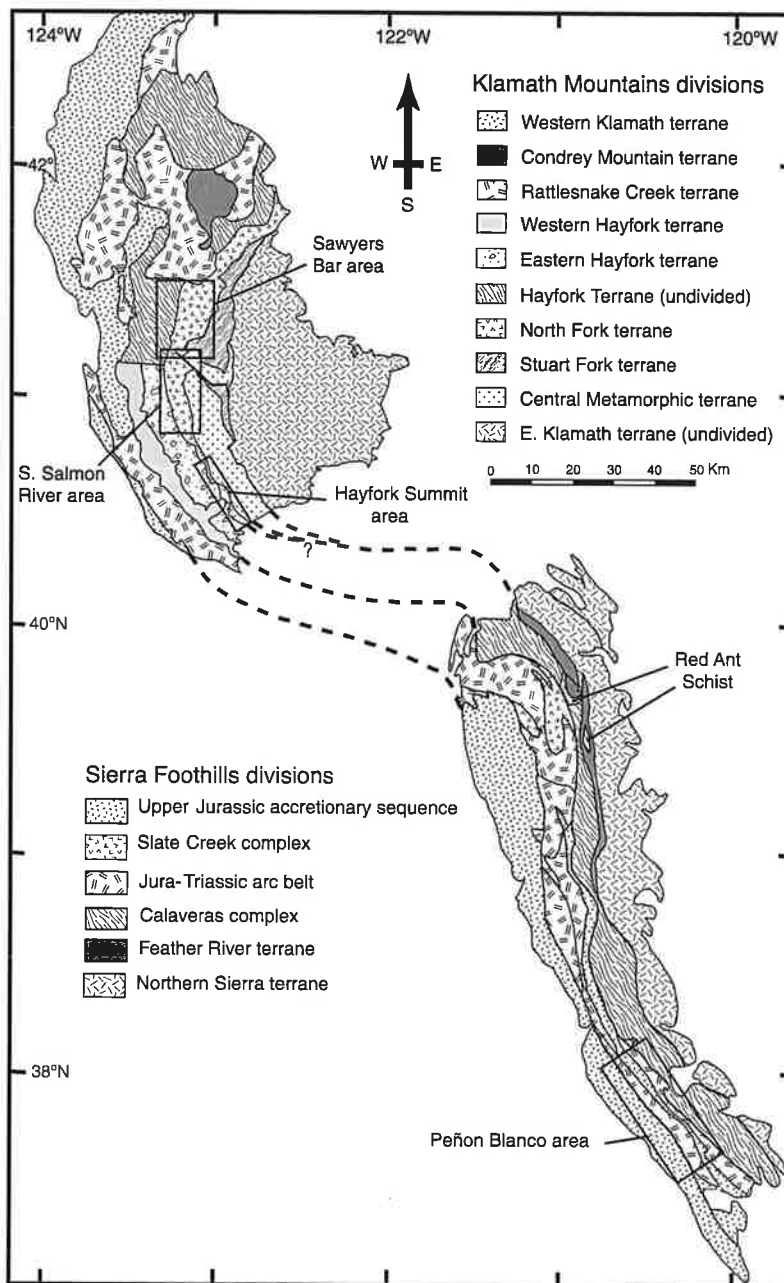 124°W
122°W
120°W
Klamath Mountains divisions
Western Klamath terrane
Condrey Mountain terrane
Rattlesnake Creek terrane
Western Hayfork terrane
Eastern Hayfork terrane
Hayfork Terrane (undivided)
North Fork terrane
Stuart Fork terrane
Central Metamorphic terrane
E. Klamath terrane (undivided)
0 10 20 30 40 50 Km
W E
S
42°
Sawyers
Bar area
S. Salmon
River area
Hayfork Summit
area
?
40°N
Red Ant
Schist
Sierra Foothills divisions
Upper Jurassic accretionary sequence
Slate Creek complex
Jura-Triassic arc belt
Calaveras complex
Feather River terrane
Northern Sierra terrane
38°N
Peñon Blanco area